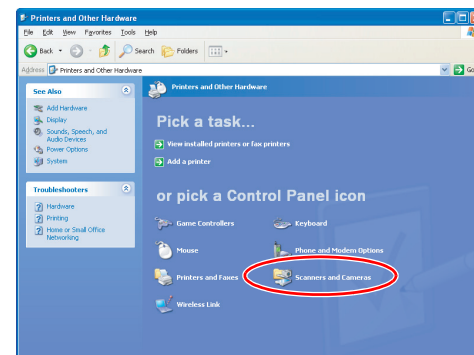 Printers and Other Hardware
File Edit View Favorites Tools Help
Back Search Folders
Address Printers and Other Hardware Go
See Also
Add Hardware
Display
Sounds, Speech, and
Audio Devices
Power Options
System
Troubleshooters
Hardware
Printing
Home or Small Office
Networking
Printers and Other Hardware
Pick a task...
View installed printers or fax printers
Add a printer
or pick a Control Panel icon
Game Controllers Keyboard
Mouse Phone and Modem Options
Printers and Faxes Scanners and Cameras
Wireless Link